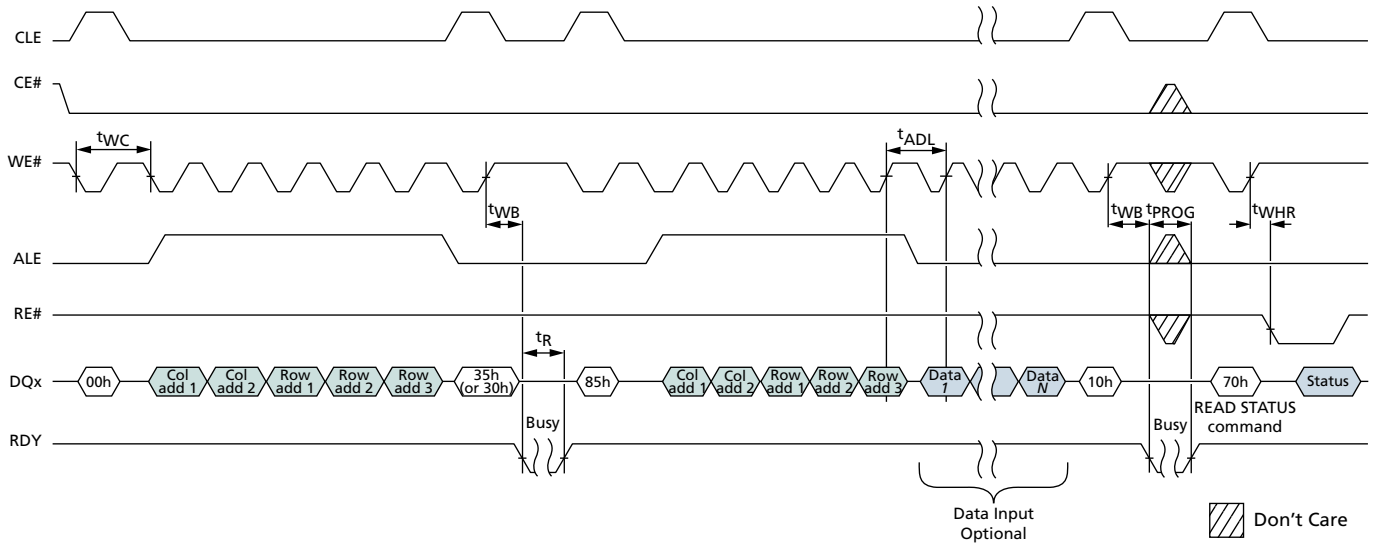 CLE
CE#
tWC
tADL
WE#
tWB
tWB
tPROG
tWHR
ALE
RE#
tR
DQx
00h
Col add 1
Col add 2
Row add 1
Row add 2
Row add 3
35h (or 30h)
85h
Col add 1
Col add 2
Row add 1
Row add 2
Row add 3
Data 1
Data N
10h
70h
Status
READ STATUS
command
RDY
Busy
Busy
Data Input
Optional
Don't Care